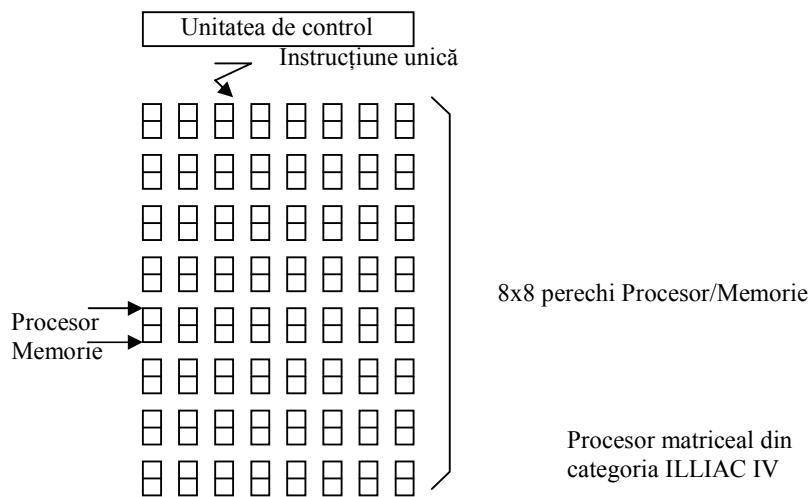 Unitatea de control
Instrucțiune unică
8x8 perechi Procesor/Memorie
Procesor
Memorie
Procesor matriceal din
categoria ILLIAC IV